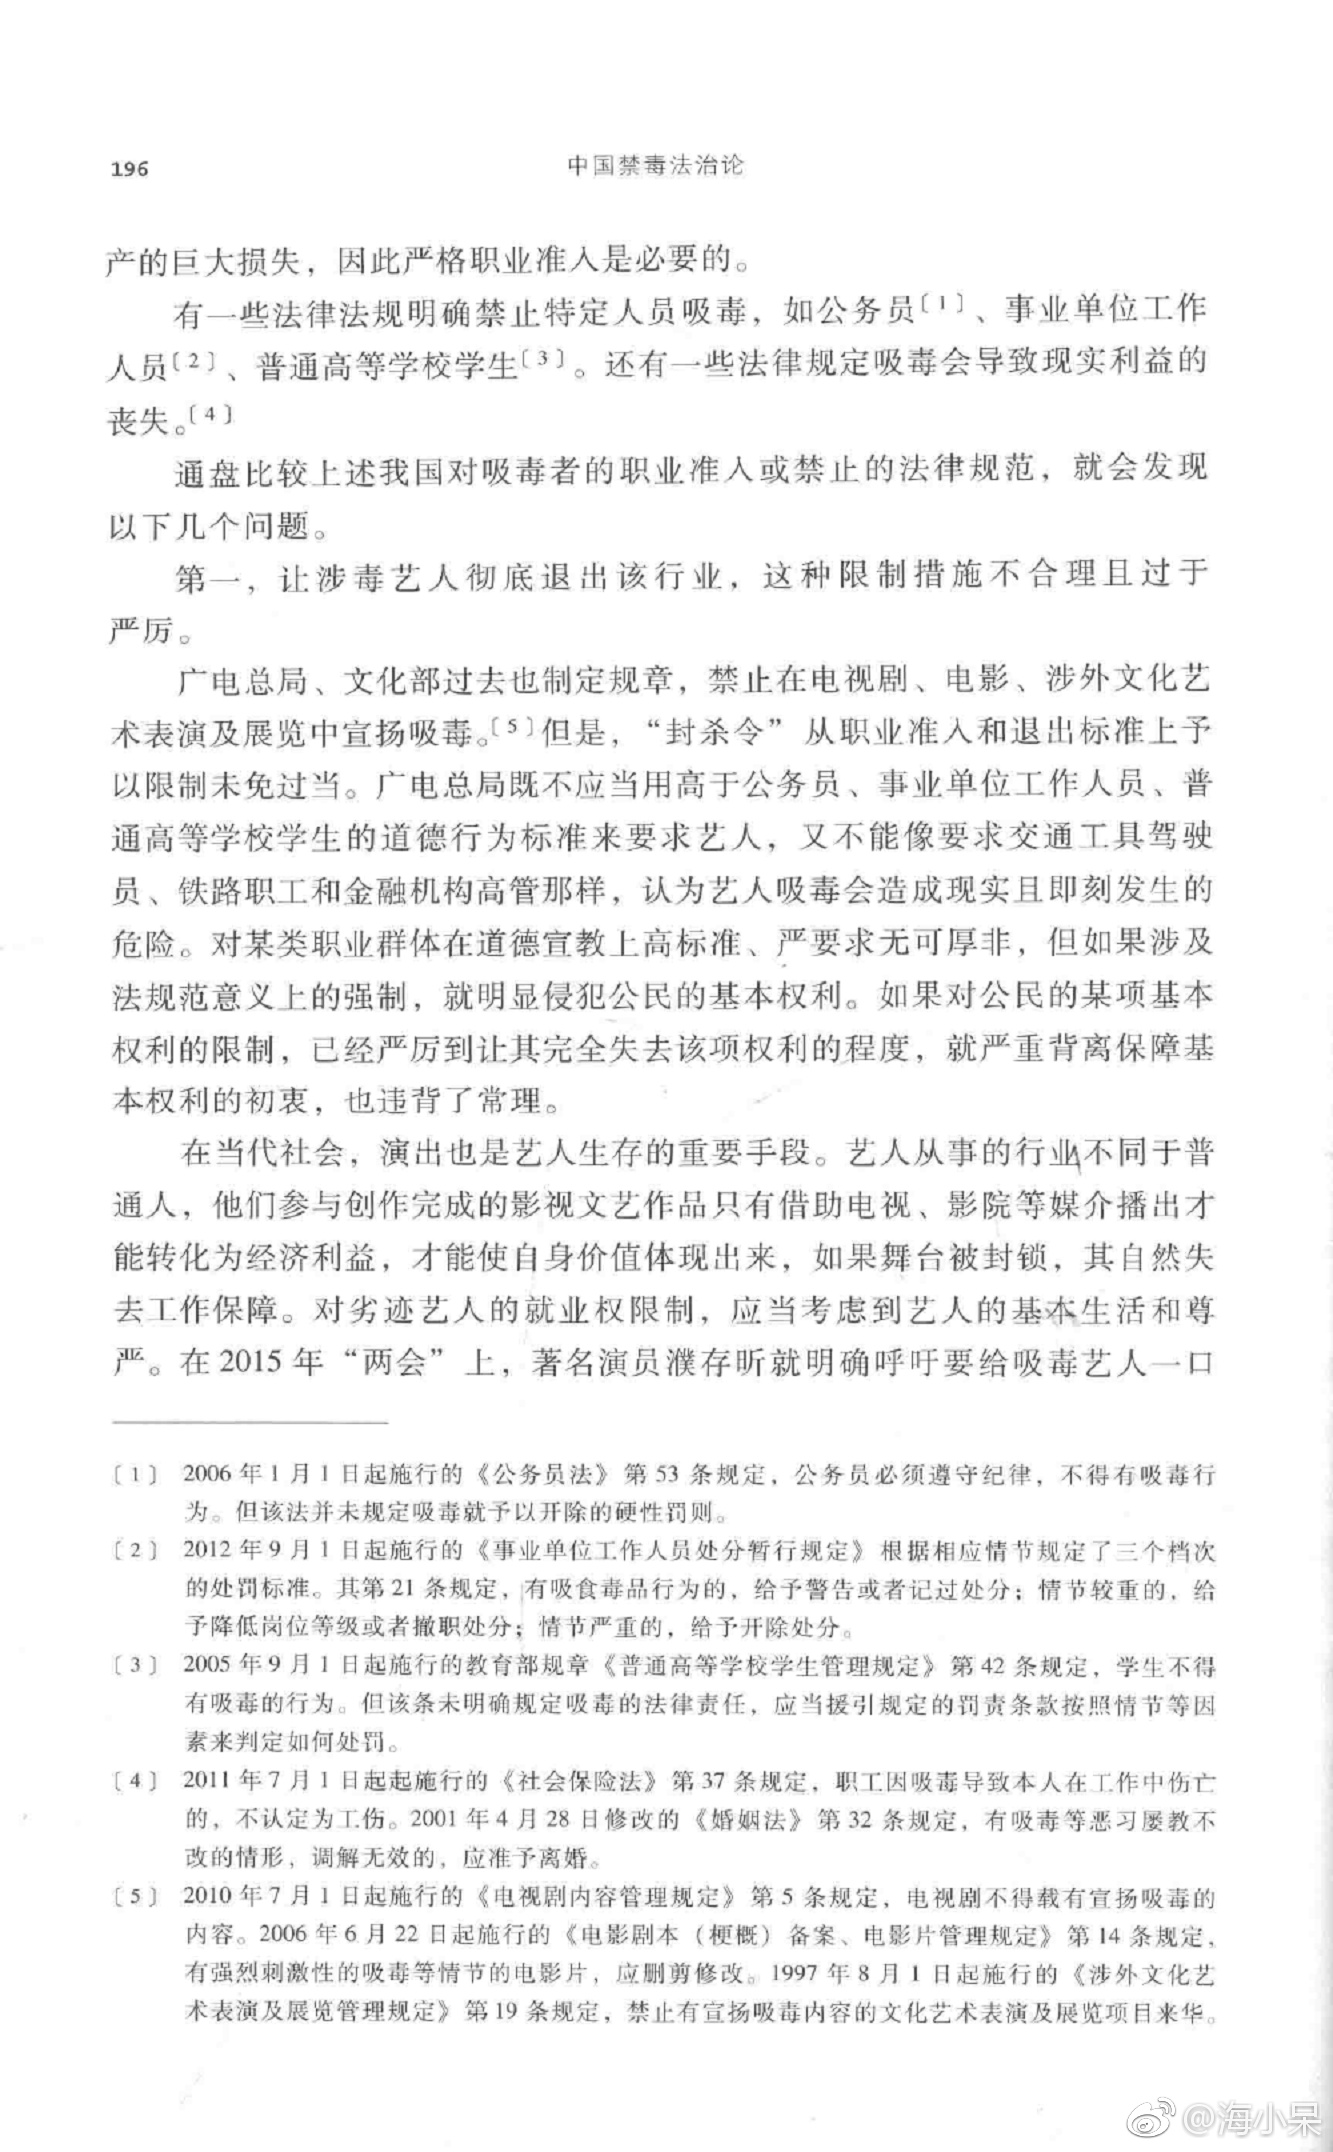 196
中国禁毒法治论
产的巨大损失，因此严格职业准入是必要的。
有一些法律法规明确禁止特定人员吸毒，如公务员〔1〕、事业单位工作
人员〔2〕、普通高等学校学生〔3〕。还有一些法律规定吸毒会导致现实利益的
丧失。〔4〕
通盘比较上述我国对吸毒者的职业准入或禁止的法律规范，就会发现
以下几个问题。
第一，让涉毒艺人彻底退出该行业，这种限制措施不合理且过于
严厉。
广电总局、文化部过去也制定规章，禁止在电视剧、电影、涉外文化艺
术表演及展览中宣扬吸毒。〔5〕但是，“封杀令”从职业准入和退出标准上予
以限制未免过当。广电总局既不应当用高于公务员、事业单位工作人员、普
通高等学校学生的道德行为标准来要求艺人，又不能像要求交通工具驾驶
员、铁路职工和金融机构高管那样，认为艺人吸毒会造成现实且即刻发生的
危险。对某类职业群体在道德宣教上高标准、严要求无可厚非，但如果涉及
法规范意义上的强制，就明显侵犯公民的基本权利。如果对公民的某项基本
权利的限制，已经严厉到让其完全失去该项权利的程度，就严重背离保障基
本权利的初衷，也违背了常理。
在当代社会，演出也是艺人生存的重要手段。艺人从事的行业不同于普
通人，他们参与创作完成的影视文艺作品只有借助电视、影院等媒介播出才
能转化为经济利益，才能使自身价值体现出来，如果舞台被封锁，其自然失
去工作保障。对劣迹艺人的就业权限制，应当考虑到艺人的基本生活和尊
严。在2015年“两会”上，著名演员濮存昕就明确呼吁要给吸毒艺人一口
〔1〕 2006年1月1日起施行的《公务员法》第53条规定，公务员必须遵守纪律，不得有吸毒行
为。但该法并未规定吸毒就予以开除的硬性罚则。
〔2〕 2012年9月1日起施行的《事业单位工作人员处分暂行规定》根据相应情节规定了三个档次
的处罚标准。其第21条规定，有吸食毒品行为的，给予警告或者记过处分；情节较重的，给
予降低岗位等级或者撤职处分；情节严重的，给予开除处分。
〔3〕 2005年9月1日起施行的教育部规章《普通高等学校学生管理规定》第42条规定，学生不得
有吸毒的行为。但该条未明确规定吸毒的法律责任，应当援引规定的罚责条款按照情节等因
素来判定如何处罚。
〔4〕 2011年7月1日起起施行的《社会保险法》第37条规定，职工因吸毒导致本人在工作中伤亡
的，不认定为工伤。2001年4月28日修改的《婚姻法》第32条规定，有吸毒等恶习屡教不
改的情形，调解无效的，应准予离婚。
〔5〕 2010年7月1日起施行的《电视剧内容管理规定》第5条规定，电视剧不得载有宣扬吸毒的
内容。2006年6月22日起施行的《电影剧本（梗概）备案、电影片管理规定》第14条规定，
有强烈刺激性的吸毒等情节的电影片，应删剪修改。1997年8月1日起施行的《涉外文化艺
术表演及展览管理规定》第19条规定，禁止有宣扬吸毒内容的文化艺术表演及展览项目来华。
@海小呆